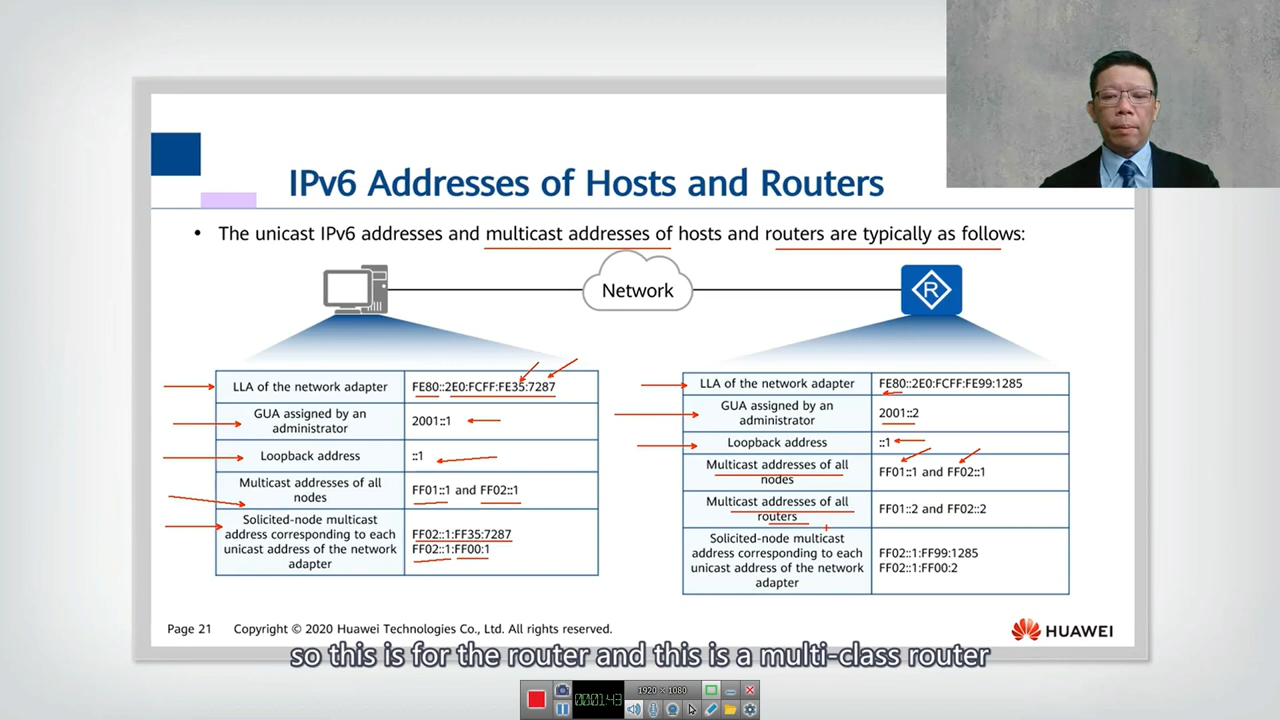 IPv6 Addresses of Hosts and Routers
• The unicast IPv6 addresses and multicast addresses of hosts and routers are typically as follows:
Network
R
LLA of the network adapter
FE80::2E0:FCFF:FE35:7287
GUA assigned by an
administrator
2001::1
Loopback address
::1
Multicast addresses of all
nodes
FF01::1 and FF02::1
Solicited-node multicast
address corresponding to each
unicast address of the network
adapter
FF02::1:FF35:7287
FF02::1:FF00:1
LLA of the network adapter
FE80::2E0:FCFF:FE99:1285
GUA assigned by an
administrator
2001::2
Loopback address
::1
Multicast addresses of all
nodes
FF01::1 and FF02::1
Multicast addresses of all
routers
FF01::2 and FF02::2
Solicited-node multicast
address corresponding to each
unicast address of the network
adapter
FF02::1:FF99:1285
FF02::1:FF00:2
Page 21 Copyright © 2020 Huawei Technologies Co., Ltd. All rights reserved.
HUAWEI
so this is for the router and this is a multi-class router
00:01:43
1920 × 1080